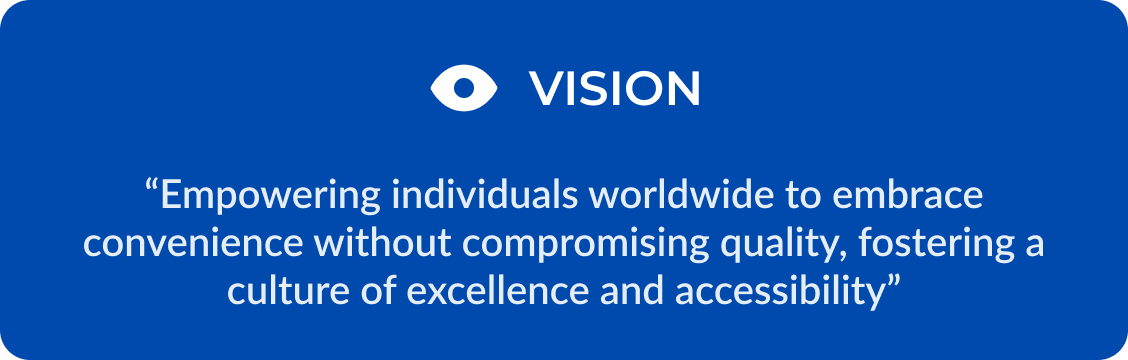 VISION
“Empowering individuals worldwide to embrace
convenience without compromising quality, fostering a
culture of excellence and accessibility”